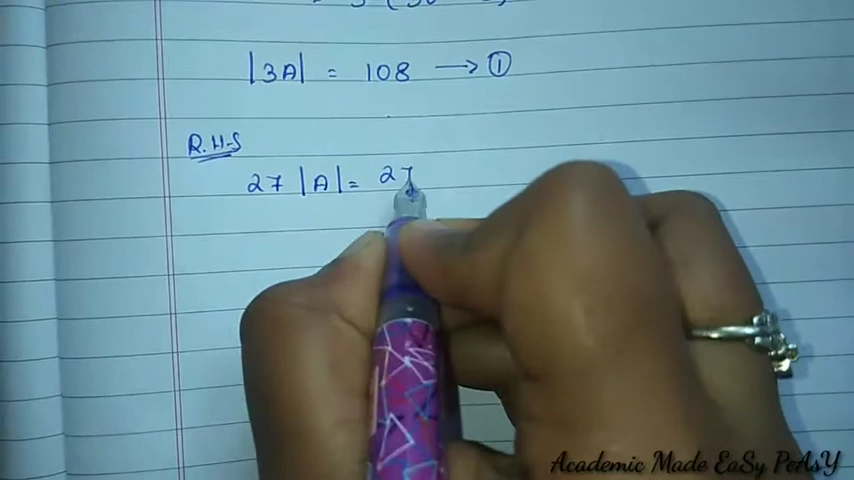 |3A| = 108 → ①
R.H.S
27 |A| = 27
Academic Made EaSy PeAsY